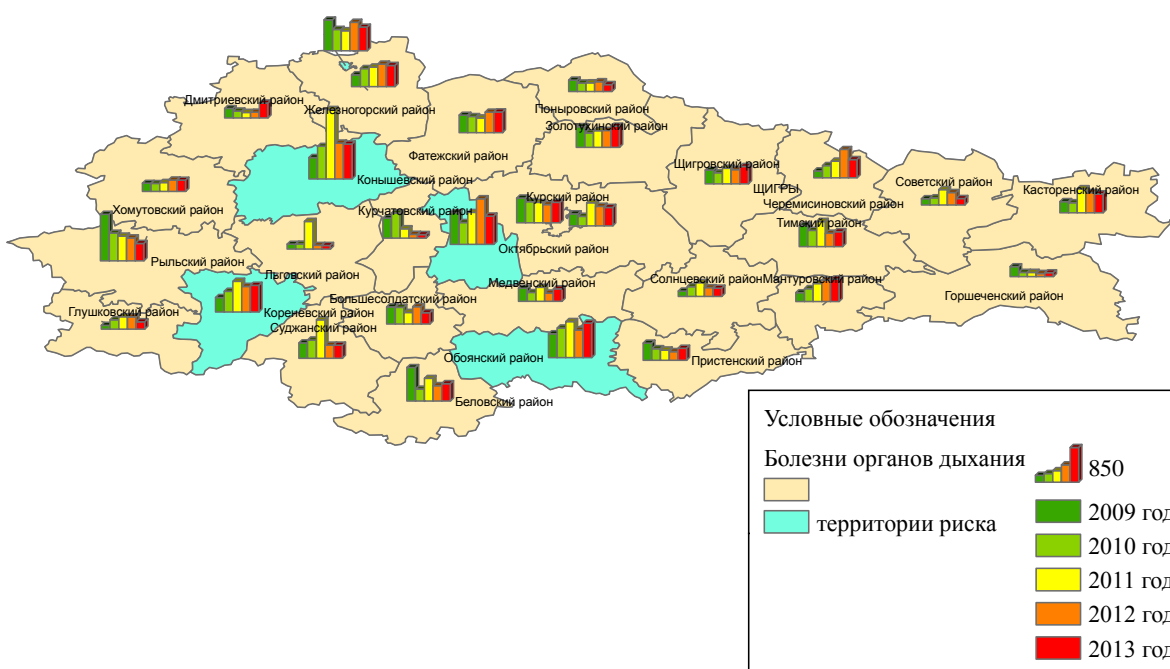 Дмитриевский район
Железногорский район
Поныровский район
Золотухинский район
Фатежский район
Конышевский район
Щигровский район
ЩИГРЫ
Советский район
Касторенский район
Черемисиновский район
Хомутовский район
Курчатовский район
Курский район
Тимский район
Октябрьский район
Рыльский район
Льговский район
Медвенский район
Солнцевский район
Мантуровский район
Горшеченский район
Большесолдатский район
Глушковский район
Кореневский район
Суджанский район
Обоянский район
Пристенский район
Беловский район
Условные обозначения
Болезни органов дыхания
территории риска
850
2009 год
2010 год
2011 год
2012 год
2013 год